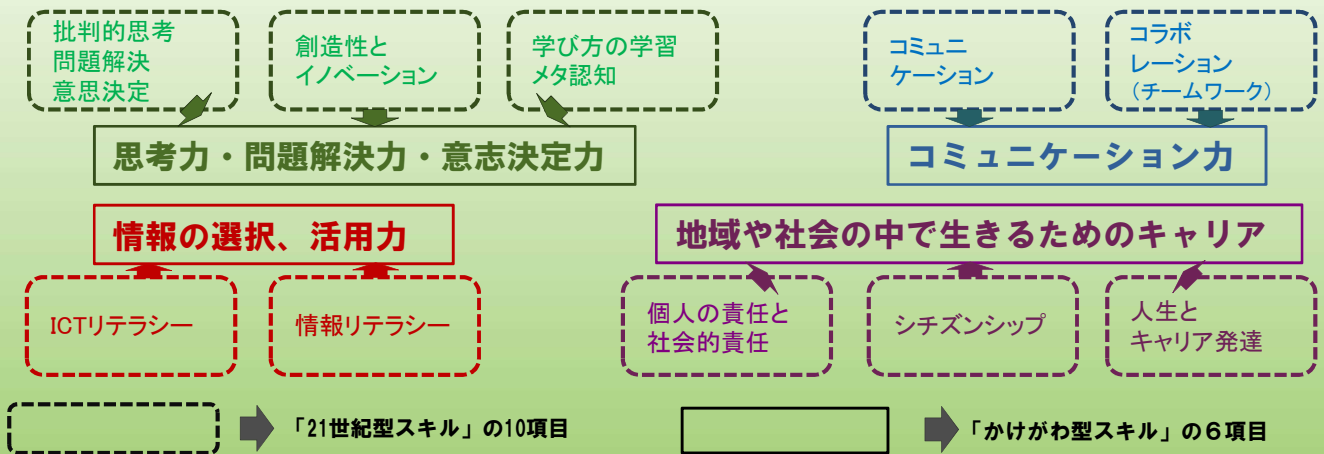 批判的思考
問題解決
意思決定
創造性と
イノベーション
学び方の学習
メタ認知
コミュニ
ケーション
コラボ
レーション
（チームワーク）
思考力・問題解決力・意志決定力
コミュニケーション力
情報の選択、活用力
地域や社会の中で生きるためのキャリア
ICTリテラシー
情報リテラシー
個人の責任と
社会的責任
シチズンシップ
人生と
キャリア発達
「21世紀型スキル」の10項目
「かけがわ型スキル」の６項目